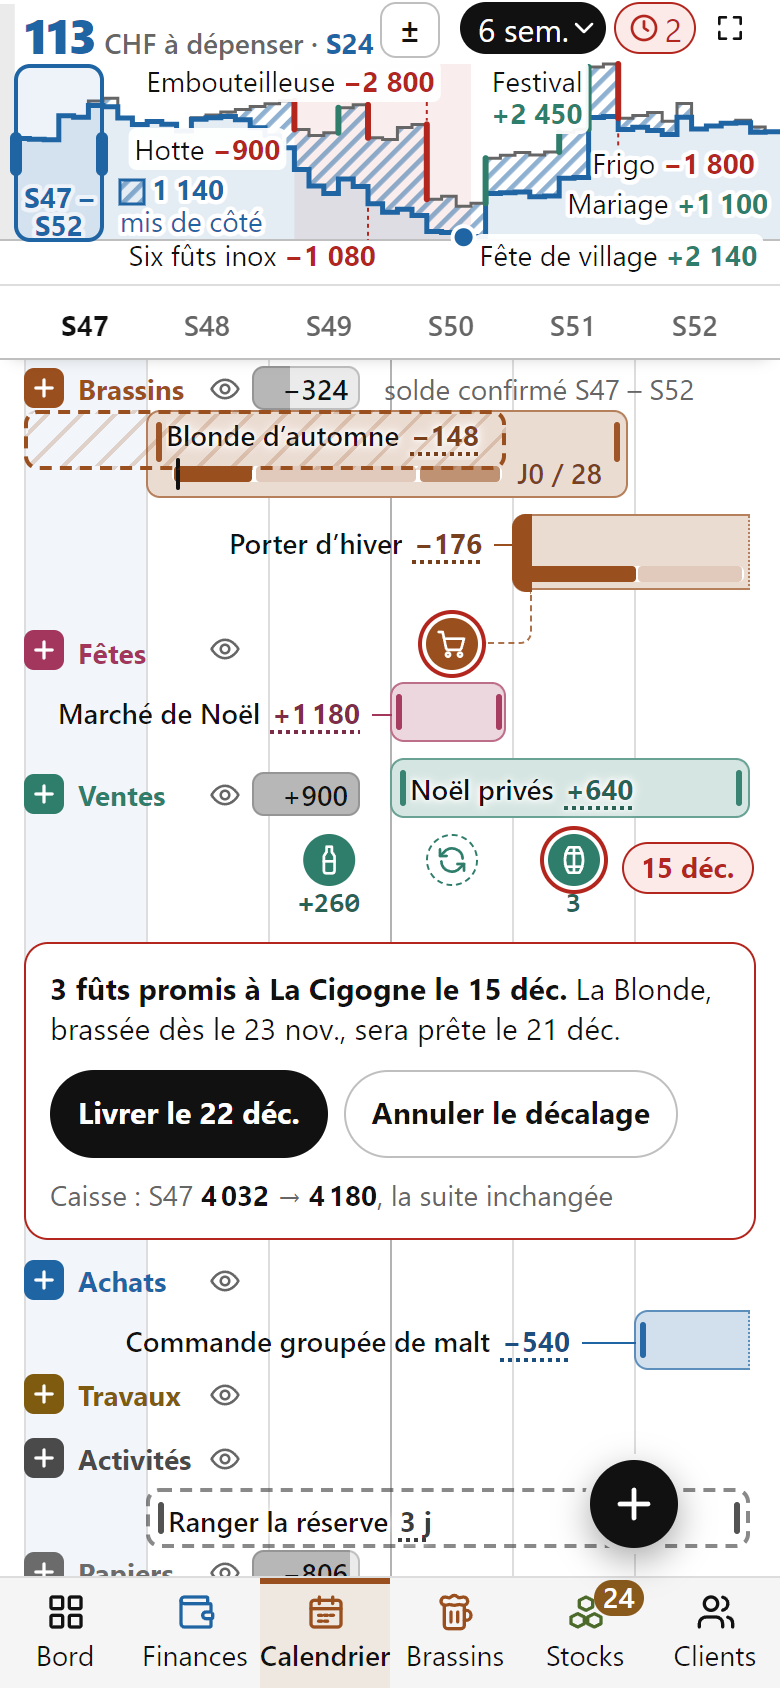 113 CHF à dépenser · S24
±
6 sem.
2
Embouteilleuse −2 800
Festival
+2 450
Hotte −900
Frigo −1 800
1 140
mis de côté
S47 –
S52
Mariage +1 100
Six fûts inox −1 080
Fête de village +2 140
S47 S48 S49 S50 S51 S52
Brassins −324 solde confirmé S47 – S52
Blonde d’automne −148
J0 / 28
Porter d’hiver −176
Fêtes
Marché de Noël +1 180
Ventes +900
Noël privés +640
15 déc.
+260
3
3 fûts promis à La Cigogne le 15 déc. La Blonde,
brassée dès le 23 nov., sera prête le 21 déc.
Livrer le 22 déc.
Annuler le décalage
Caisse : S47 4 032 → 4 180, la suite inchangée
Achats
Commande groupée de malt −540
Travaux
Activités
Ranger la réserve 3 j
Papiers −806
24
Bord Finances Calendrier Brassins Stocks Clients